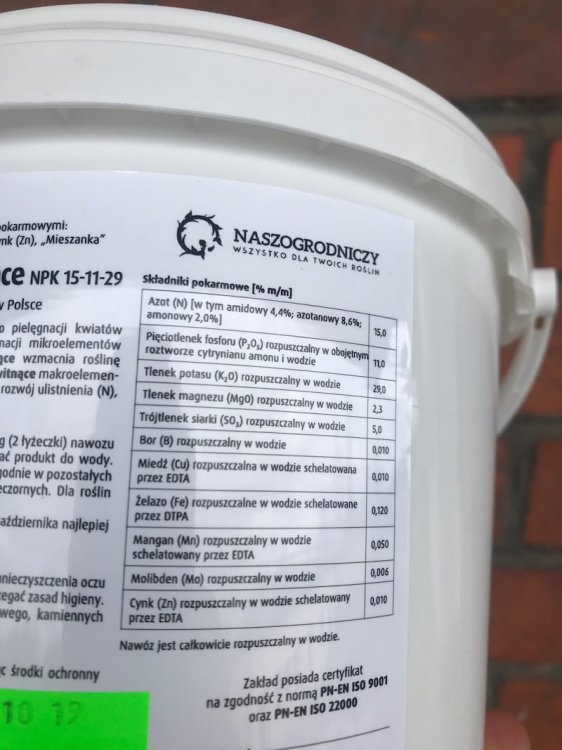 pokarmowymi:
ynk (Zn), „Mieszanka”
ące NPK 15-11-29
w Polsce
o pielęgnacji kwiatów
nacji mikroelementów
ące wzmacnia roślinę
witnące makroelemen-
rozwój ulistnienia (N),
g (2 łyżeczki) nawozu
ać produkt do wody.
godnie w pozostałych
eczornych. Dla roślin
aździernika najlepiej
anieczyszczenia oczu
egać zasad higieny.
owego, kamiennych
ąc środki ochronny
10 19
NASZOGRODNICZY
WSZYSTKO DLA TWOICH ROŚLIN
Składniki pokarmowe [% m/m]
Azot (N) [w tym amidowy 4,4%; azotanowy 8,6%;
amonowy 2,0%] 15,0
Pięciotlenek fosforu (P₂O₅) rozpuszczalny w obojętnym
roztworze cytrynianu amonu i wodzie 11,0
Tlenek potasu (K₂O) rozpuszczalny w wodzie 29,0
Tlenek magnezu (MgO) rozpuszczalny w wodzie 2,3
Trójtlenek siarki (SO₃) rozpuszczalny w wodzie 5,0
Bor (B) rozpuszczalny w wodzie 0,010
Miedź (Cu) rozpuszczalna w wodzie schelatowana
przez EDTA 0,010
Żelazo (Fe) rozpuszczalne w wodzie schelatowane
przez DTPA 0,120
Mangan (Mn) rozpuszczalny w wodzie
schelatowany przez EDTA 0,050
Molibden (Mo) rozpuszczalny w wodzie 0,006
Cynk (Zn) rozpuszczalny w wodzie schelatowany
przez EDTA 0,010
Nawóz jest całkowicie rozpuszczalny w wodzie.
Zakład posiada certyfikat
na zgodność z normą PN-EN ISO 9001
oraz PN-EN ISO 22000